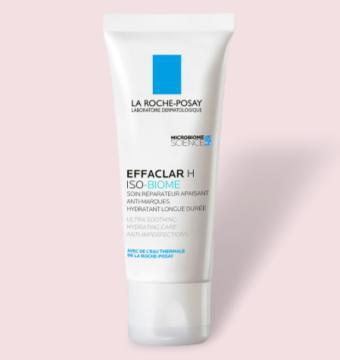 LA ROCHE-POSAY
LABORATOIRE DERMATOLOGIQUE
MICROBIOME
SCIENCE
EFFACLAR H
ISO-BIOME
SOIN RÉPARATEUR APAISANT
ANTI-MARQUES
HYDRATANT LONGUE DURÉE
ULTRA SOOTHING
HYDRATING CARE
ANTI-IMPERFECTIONS
AVEC DE L'EAU THERMALE
DE LA ROCHE-POSAY